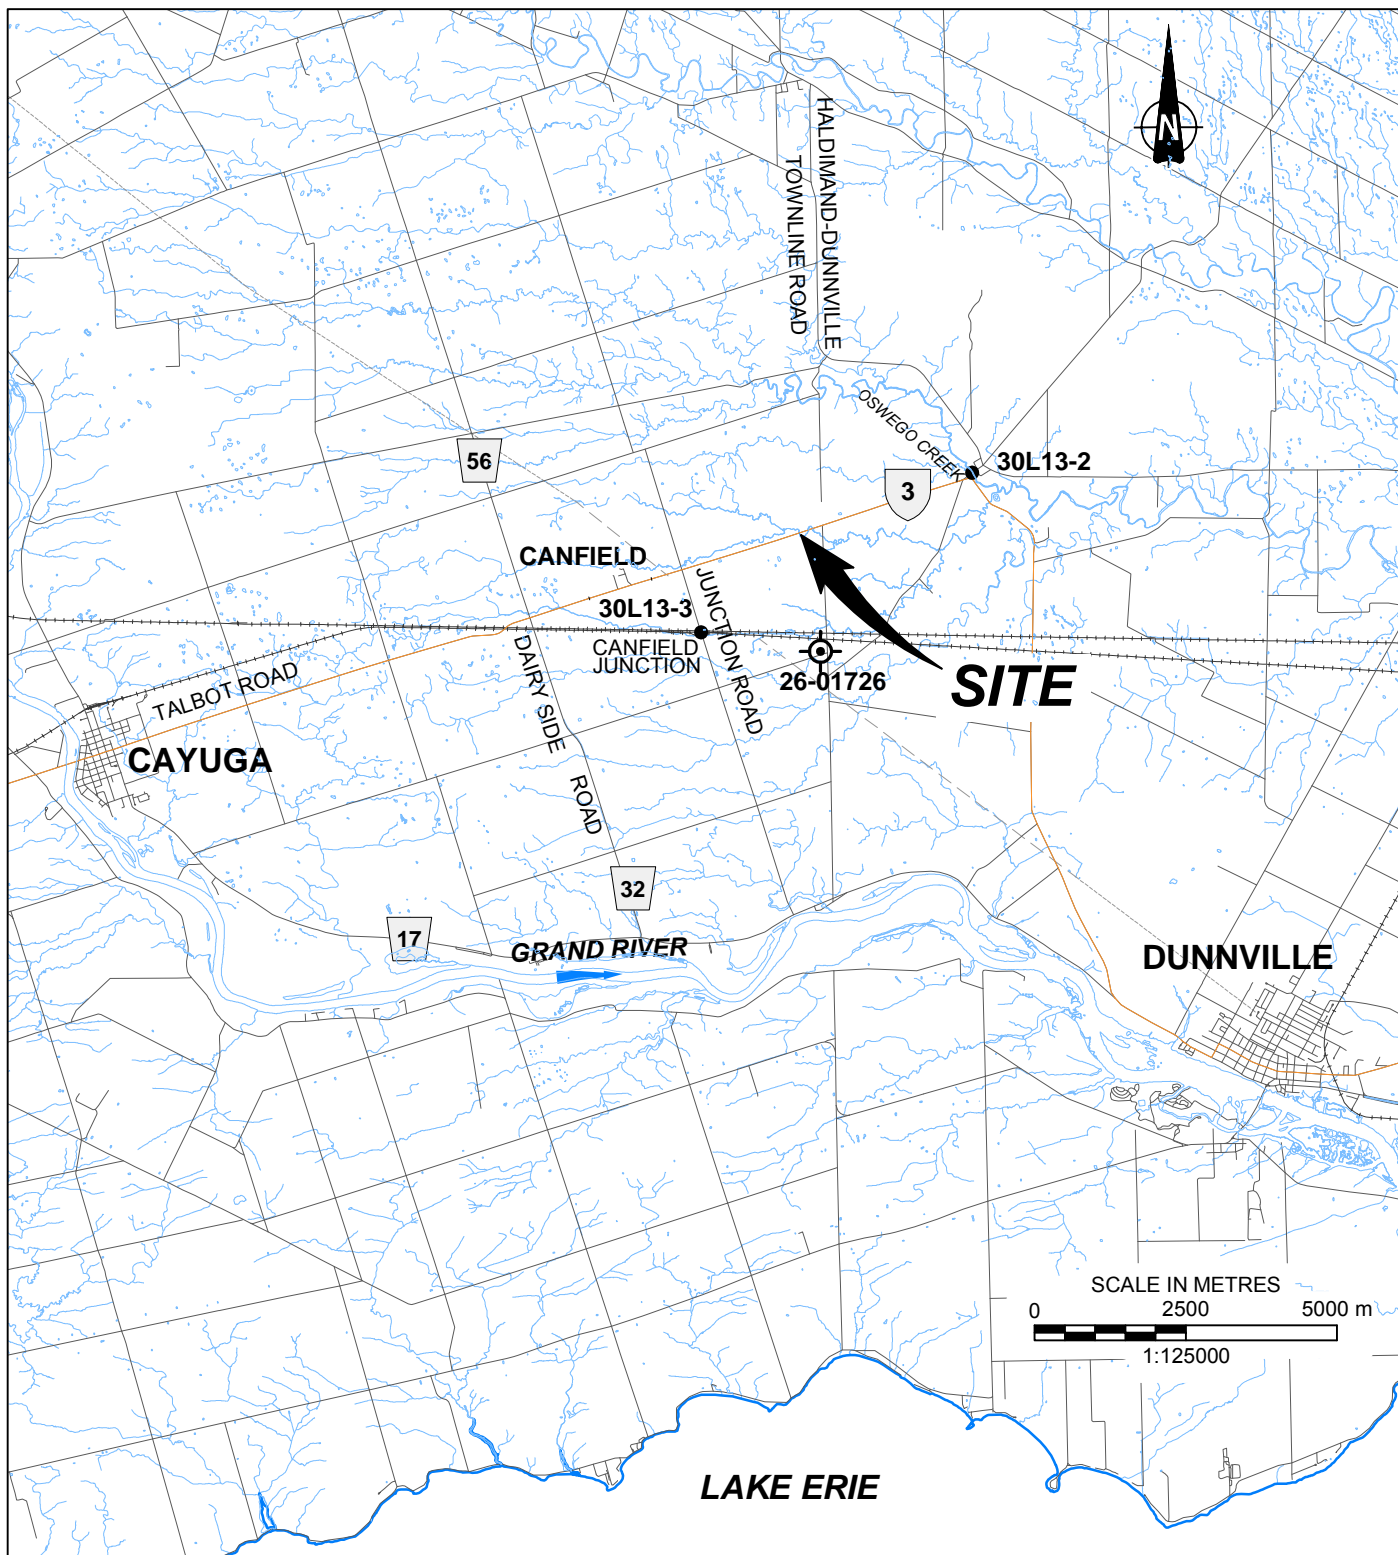 HALDIMAND-DUNNVILLE
TOWNLINE ROAD
N
OSWEGO CREEK
30L13-2
56
3
CANFIELD
JUNCTION ROAD
30L13-3
CANFIELD
JUNCTION
26-01726
SITE
DAIRY SIDE ROAD
TALBOT ROAD
CAYUGA
32
17
GRAND RIVER
DUNNVILLE
SCALE IN METRES
0 2500 5000 m
1:125000
LAKE ERIE